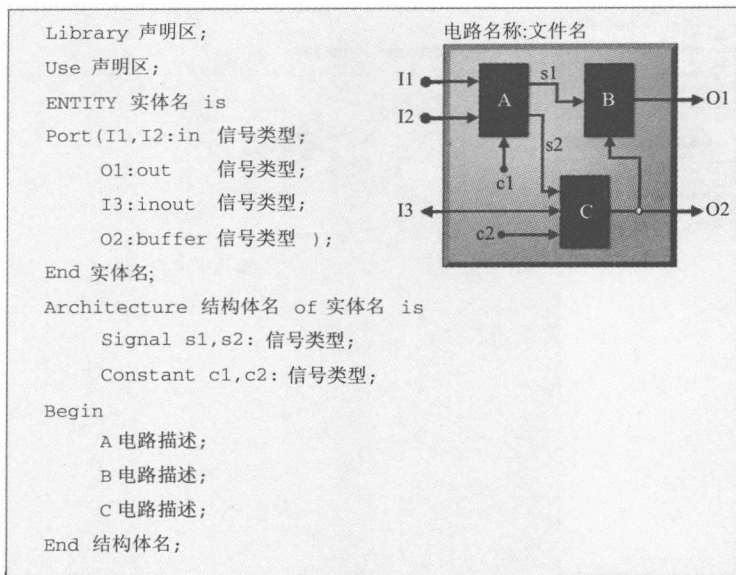 Library 声明区;
Use 声明区;
ENTITY 实体名 is
Port(I1,I2:in 信号类型;
O1:out 信号类型;
I3:inout 信号类型;
O2:buffer 信号类型 );
End 实体名;
Architecture 结构体名 of 实体名 is
Signal s1,s2: 信号类型;
Constant c1,c2: 信号类型;
Begin
A 电路描述;
B 电路描述;
C 电路描述;
End 结构体名;
电路名称:文件名
I1
I2
A
s1
B
O1
s2
c1
I3
C
O2
c2